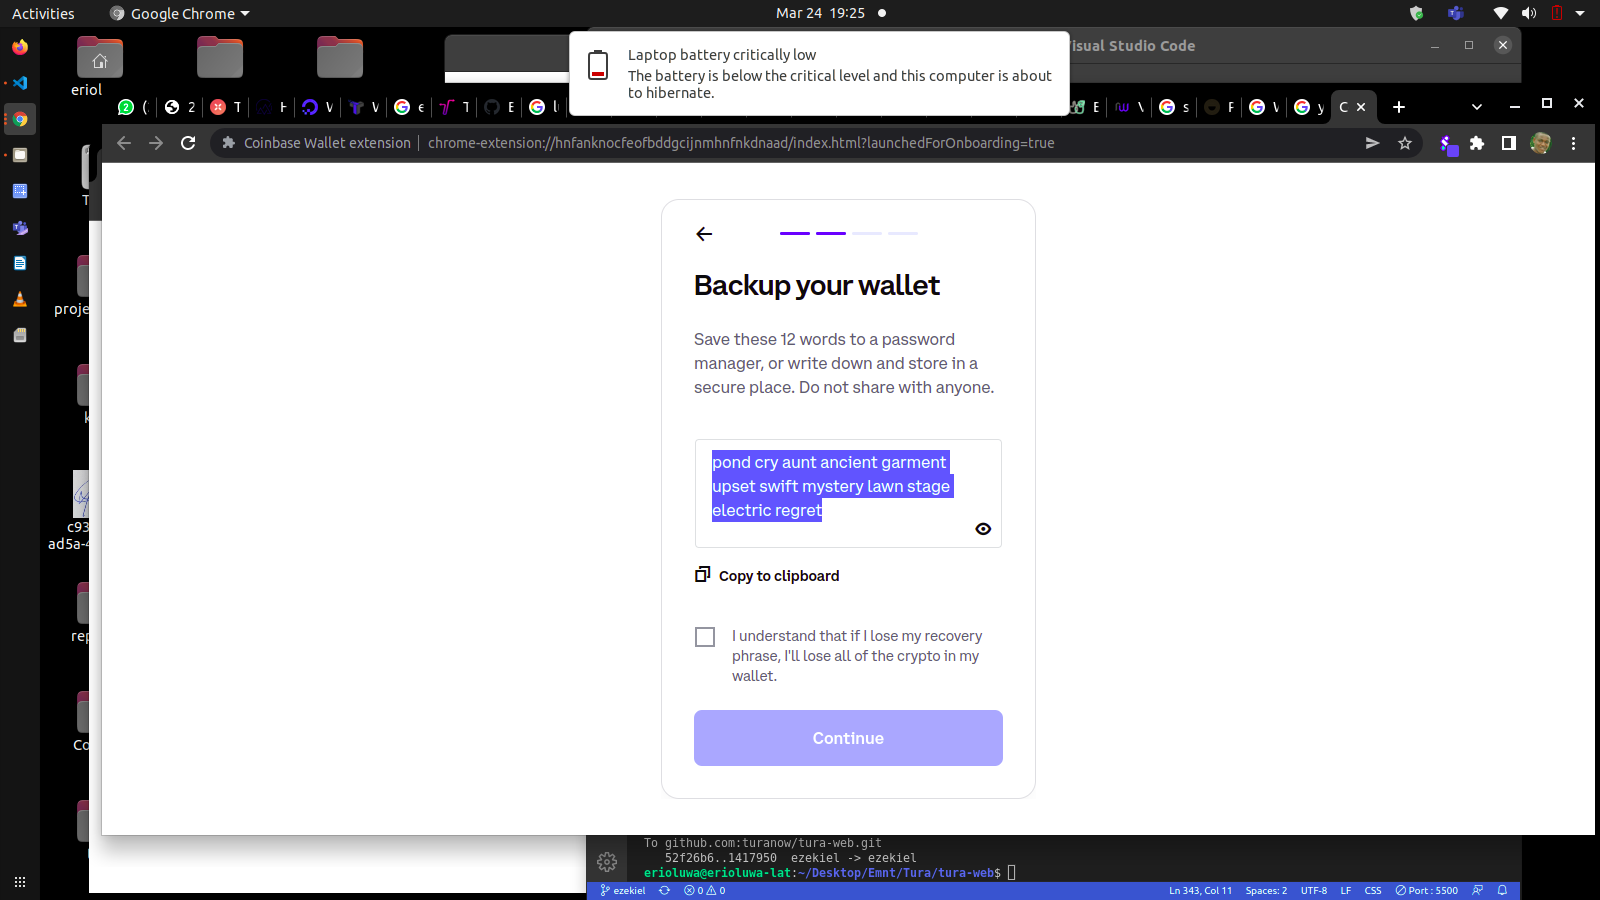 Activities
Google Chrome
Mar 24 19:25
Visual Studio Code
Laptop battery critically low
The battery is below the critical level and this computer is about
to hibernate.
eriol
Coinbase Wallet extension
chrome-extension://hnfanknocfeofbddgcijnmhnfnkdnaad/index.html?launchedForOnboarding=true
Backup your wallet
Save these 12 words to a password
manager, or write down and store in a
secure place. Do not share with anyone.
pond cry aunt ancient garment
upset swift mystery lawn stage
electric regret
Copy to clipboard
I understand that if I lose my recovery
phrase, I'll lose all of the crypto in my
wallet.
Continue
proje
c93
ad5a-4
rep
Co
To github.com:turanow/tura-web.git
52f26b6..1417950 ezekiel -> ezekiel
erioluwa@erioluwa-lat:~/Desktop/Emnt/Tura/tura-web$
ezekiel 0 0 Ln 343, Col 11 Spaces: 2 UTF-8 LF CSS Port : 5500